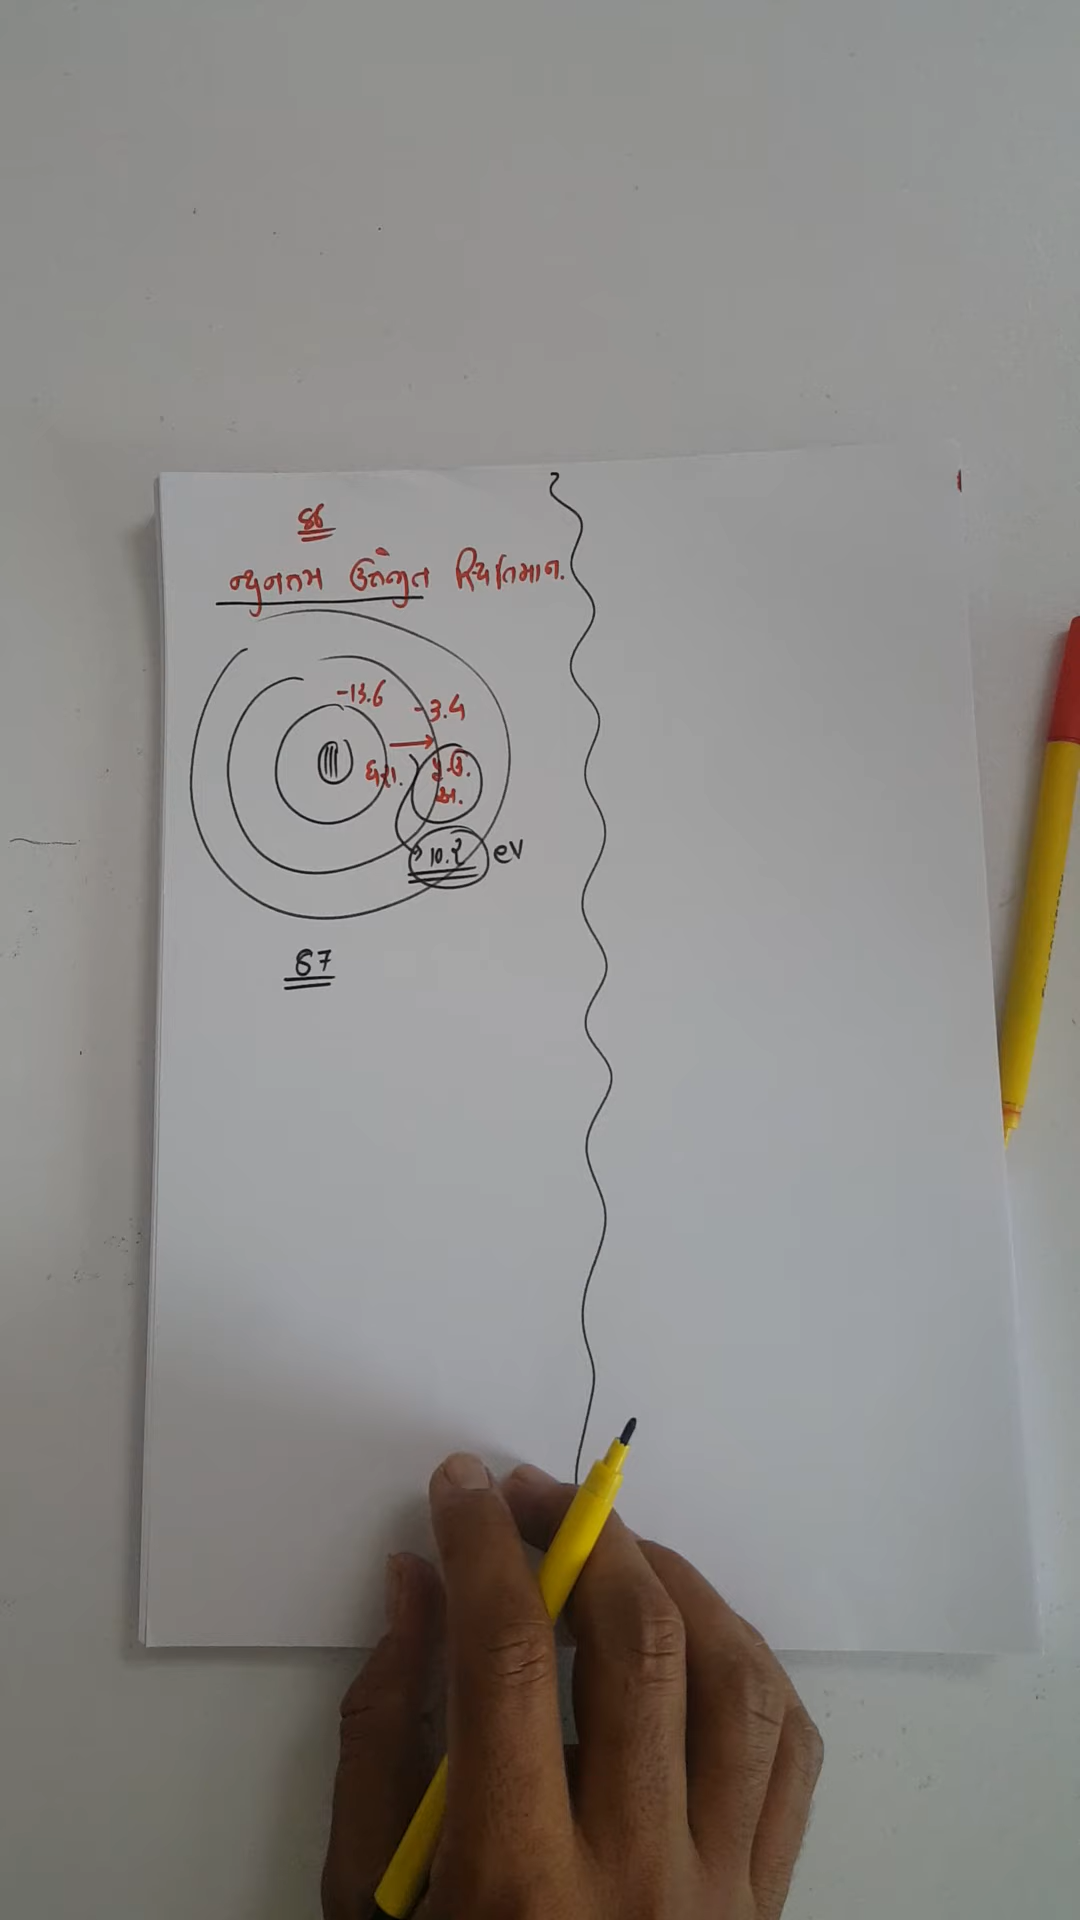 86
ન્યુનતમ ઉત્તેજીત સ્થિતિમાન.
-13.6
-3.4
ધરા.
પ્ર.ઉ.
અ.
10.2 eV
87